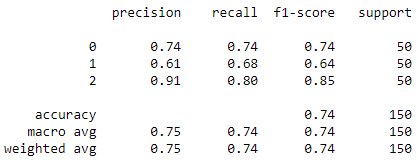 precision recall f1-score support
0 0.74 0.74 0.74 50
1 0.61 0.68 0.64 50
2 0.91 0.80 0.85 50
accuracy 0.74 150
macro avg 0.75 0.74 0.74 150
weighted avg 0.75 0.74 0.74 150